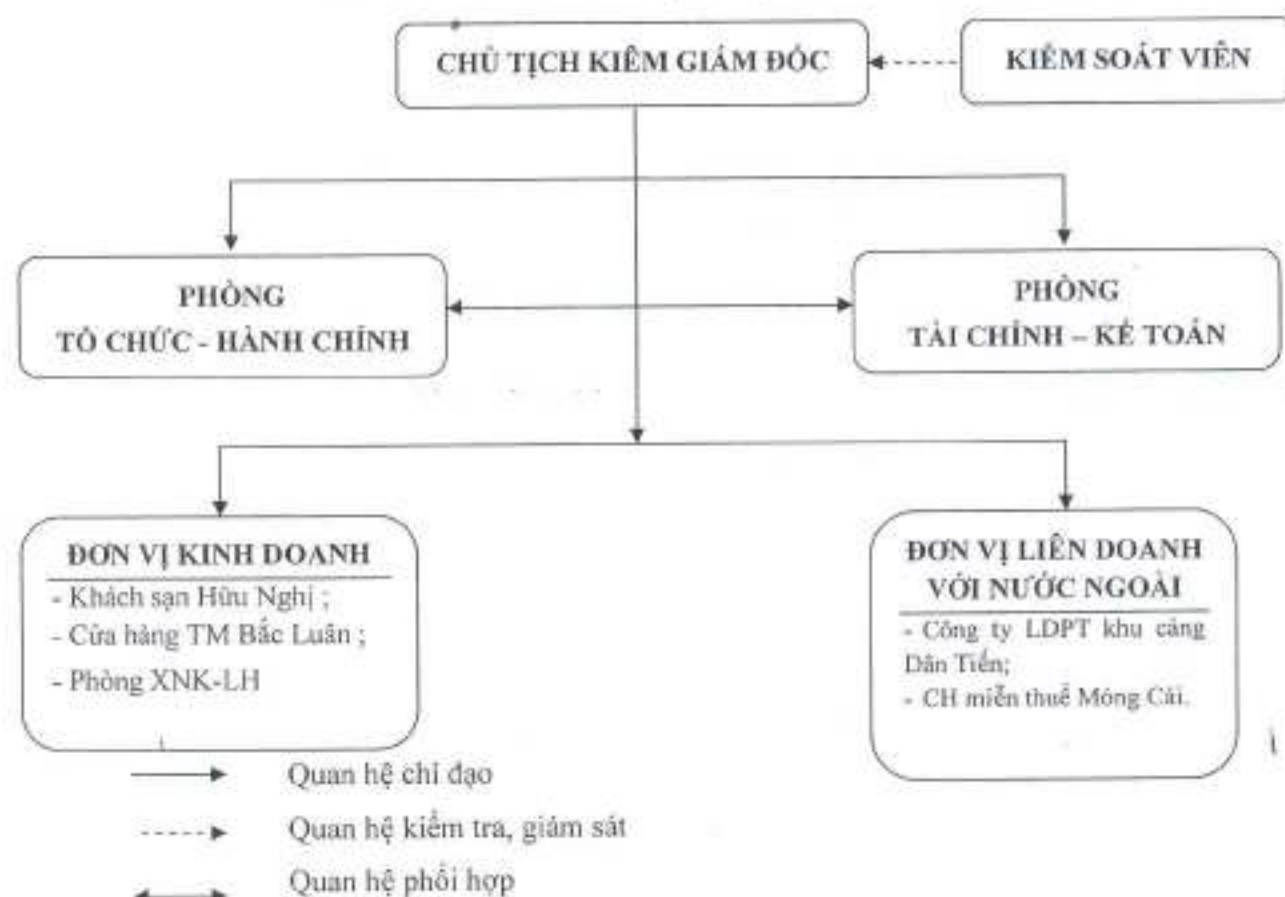 CHỦ TỊCH KIÊM GIÁM ĐỐC
KIỂM SOÁT VIÊN
PHÒNG
TỔ CHỨC - HÀNH CHÍNH
PHÒNG
TÀI CHÍNH – KẾ TOÁN
ĐƠN VỊ KINH DOANH
- Khách sạn Hữu Nghị ;
- Cửa hàng TM Bắc Luân ;
- Phòng XNK-LH
ĐƠN VỊ LIÊN DOANH
VỚI NƯỚC NGOÀI
- Công ty LDPT khu cảng
Dân Tiến;
- CH miễn thuế Móng Cái.
Quan hệ chỉ đạo
Quan hệ kiểm tra, giám sát
Quan hệ phối hợp